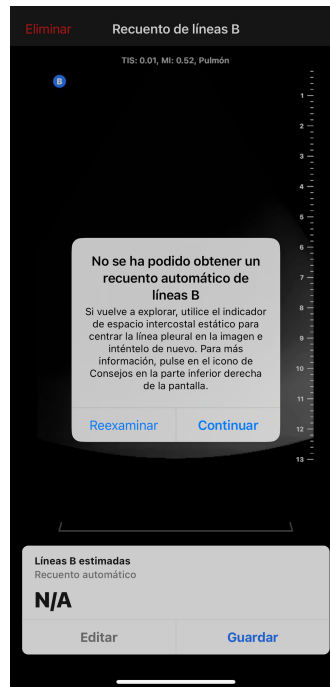 Eliminar Recuento de líneas B
TIS: 0.01, MI: 0.52, Pulmón
B
1
2
3
4
5
6
7
8
9
10
11
12
13
No se ha podido obtener un
recuento automático de
líneas B
Si vuelve a explorar, utilice el indicador
de espacio intercostal estático para
centrar la línea pleural en la imagen e
inténtelo de nuevo. Para más
información, pulse en el icono de
Consejos en la parte inferior derecha
de la pantalla.
Reexaminar Continuar
Líneas B estimadas
Recuento automático
N/A
Editar Guardar